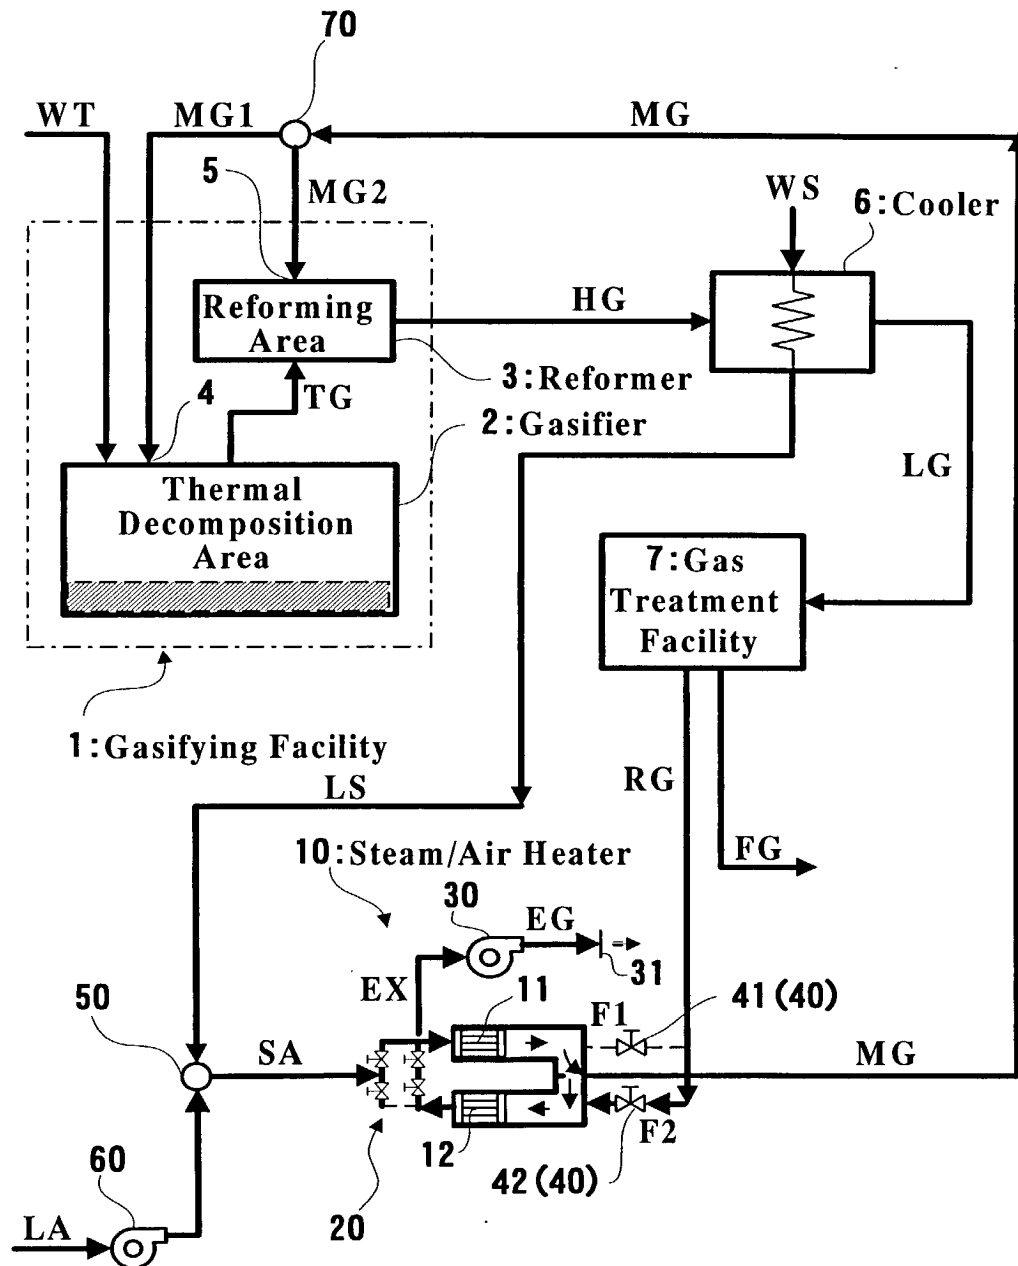 70
WT
MG1
MG
5
MG2
WS
6:Cooler
Reforming
Area
HG
3:Reformer
4
TG
2:Gasifier
LG
Thermal
Decomposition
Area
7:Gas
Treatment
Facility
1:Gasifying Facility
LS
RG
FG
10:Steam/Air Heater
30
EG
31
EX
11
F1
41(40)
50
SA
MG
F2
12
42(40)
60
20
LA